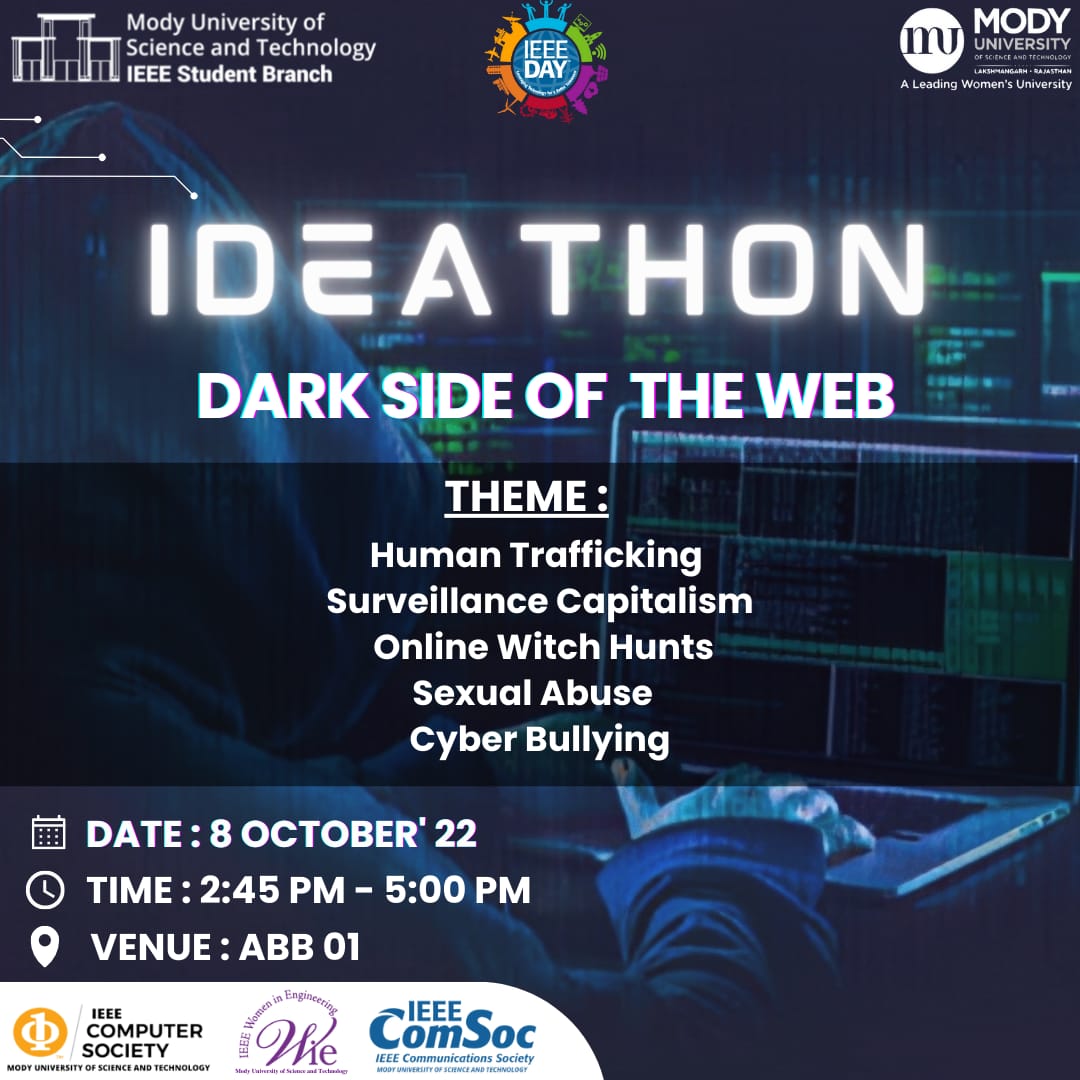 Mody University of
Science and Technology
IEEE Student Branch
IEEE
DAY
MODY
UNIVERSITY
OF SCIENCE AND TECHNOLOGY
LAKSHMANGARH • RAJASTHAN
A Leading Women's University
IDEATHON
DARK SIDE OF THE WEB
THEME :
Human Trafficking
Surveillance Capitalism
Online Witch Hunts
Sexual Abuse
Cyber Bullying
DATE : 8 OCTOBER' 22
TIME : 2:45 PM - 5:00 PM
VENUE : ABB 01
IEEE
COMPUTER
SOCIETY
MODY UNIVERSITY OF SCIENCE AND TECHNOLOGY
IEEE Women in Engineering
Wie
Mody University of Science and Technology
IEEE
ComSoc
IEEE Communications Society
MODY UNIVERSITY OF SCIENCE AND TECHNOLOGY